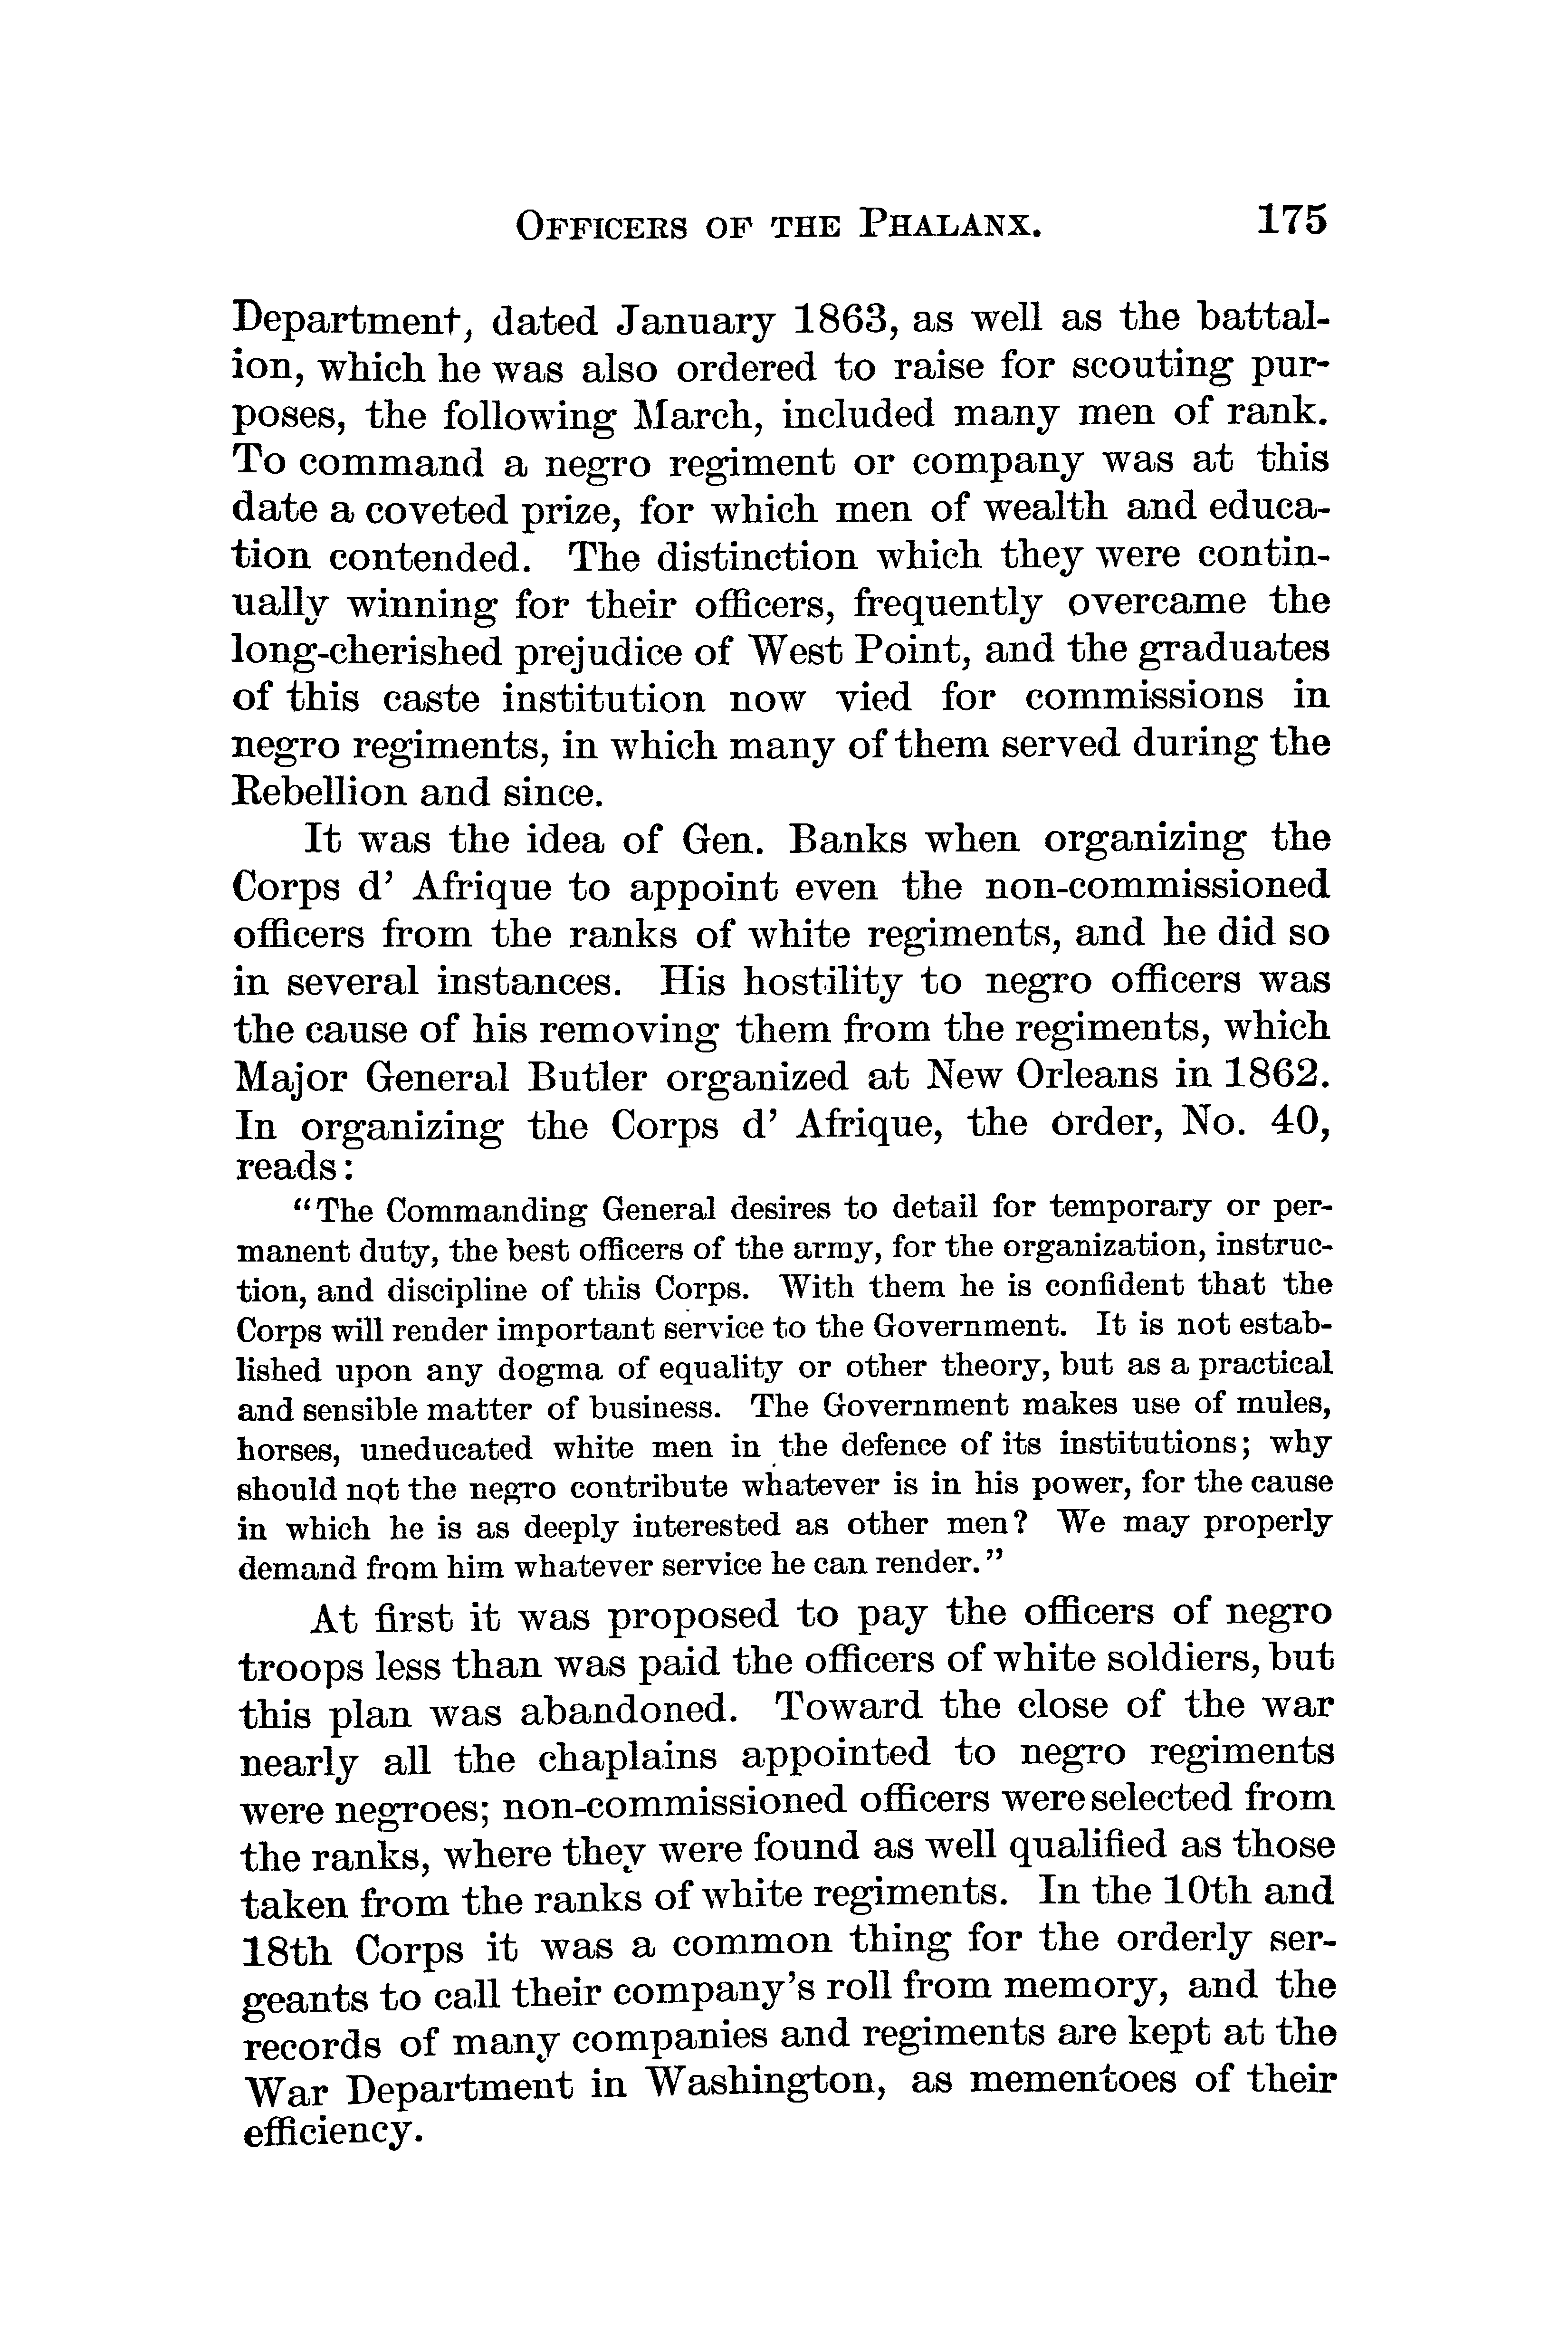 OFFICERS OF THE PHALANX. 175
Department, dated January 1863, as well as the battal-
ion, which he was also ordered to raise for scouting pur-
poses, the following March, included many men of rank.
To command a negro regiment or company was at this
date a coveted prize, for which men of wealth and educa-
tion contended. The distinction which they were contin-
ually winning for their officers, frequently overcame the
long-cherished prejudice of West Point, and the graduates
of this caste institution now vied for commissions in
negro regiments, in which many of them served during the
Rebellion and since.
It was the idea of Gen. Banks when organizing the
Corps d' Afrique to appoint even the non-commissioned
officers from the ranks of white regiments, and he did so
in several instances. His hostility to negro officers was
the cause of his removing them from the regiments, which
Major General Butler organized at New Orleans in 1862.
In organizing the Corps d' Afrique, the order, No. 40,
reads:
"The Commanding General desires to detail for temporary or per-
manent duty, the best officers of the army, for the organization, instruc-
tion, and discipline of this Corps. With them he is confident that the
Corps will render important service to the Government. It is not estab-
lished upon any dogma of equality or other theory, but as a practical
and sensible matter of business. The Government makes use of mules,
horses, uneducated white men in the defence of its institutions; why
should not the negro contribute whatever is in his power, for the cause
in which he is as deeply interested as other men? We may properly
demand from him whatever service he can render."
At first it was proposed to pay the officers of negro
troops less than was paid the officers of white soldiers, but
this plan was abandoned. Toward the close of the war
nearly all the chaplains appointed to negro regiments
were negroes; non-commissioned officers were selected from
the ranks, where they were found as well qualified as those
taken from the ranks of white regiments. In the 10th and
18th Corps it was a common thing for the orderly ser-
geants to call their company's roll from memory, and the
records of many companies and regiments are kept at the
War Department in Washington, as mementoes of their
efficiency.